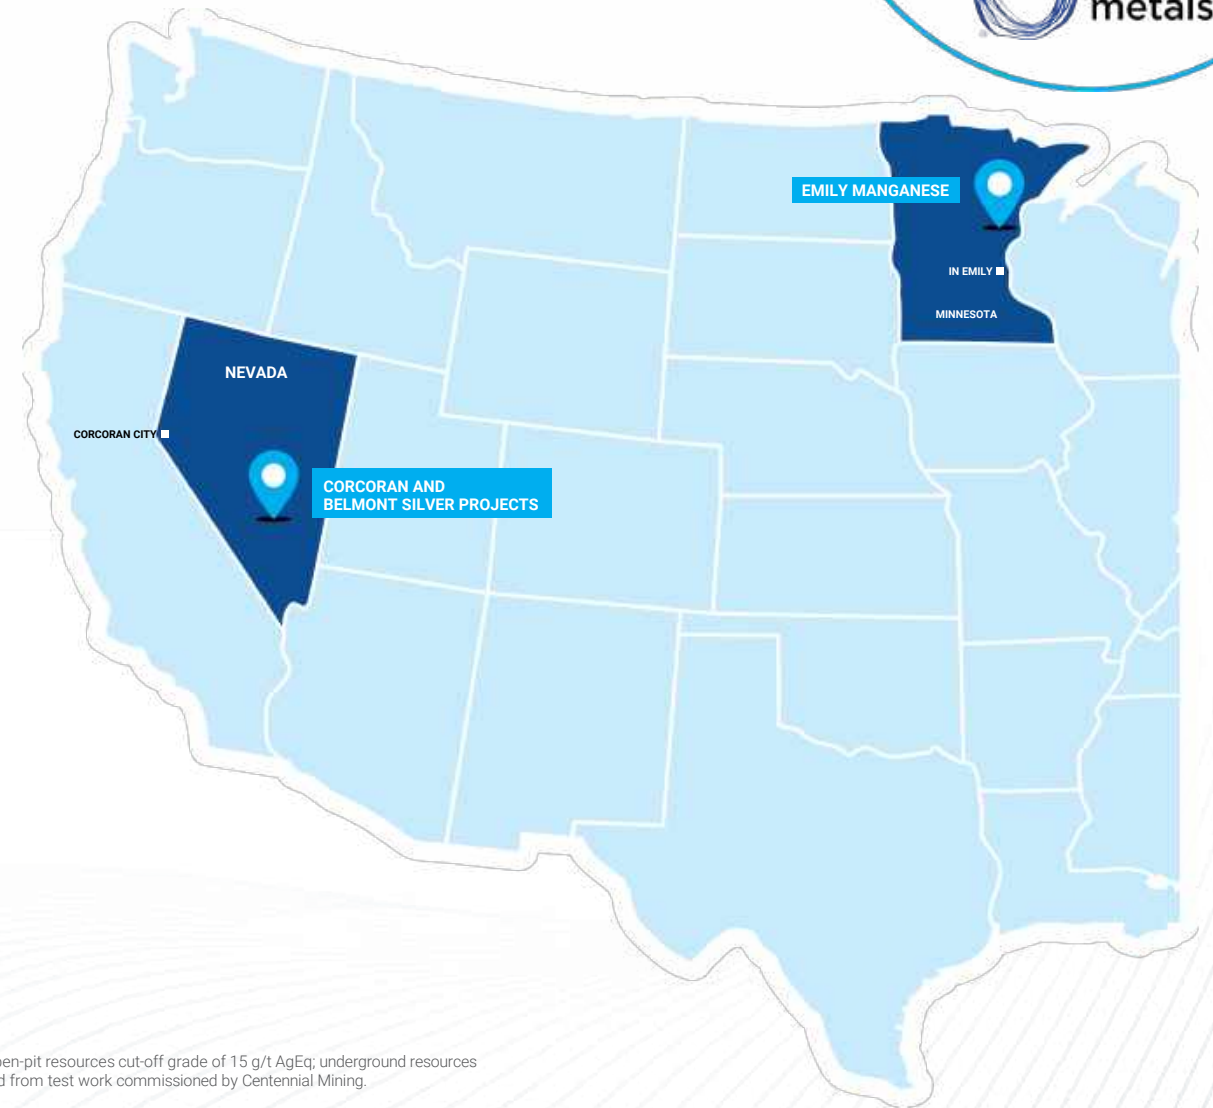 metals
EMILY MANGANESE
IN EMILY
MINNESOTA
NEVADA
CORCORAN CITY
CORCORAN AND
BELMONT SILVER PROJECTS
en-pit resources cut-off grade of 15 g/t AgEq; underground resources
d from test work commissioned by Centennial Mining.